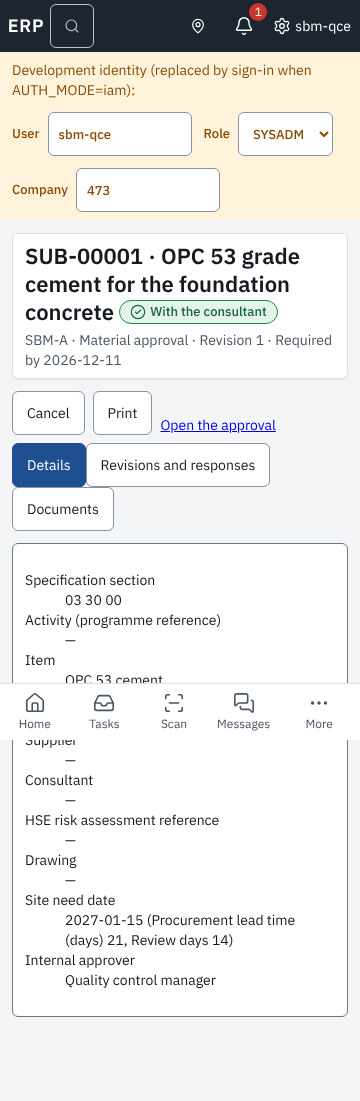 ERP
1
sbm-qce
Development identity (replaced by sign-in when
AUTH_MODE=iam):
User
sbm-qce
Role
SYSADM
Company
473
SUB-00001 · OPC 53 grade
cement for the foundation
concrete
With the consultant
SBM-A · Material approval · Revision 1 · Required
by 2026-12-11
Cancel
Print
Open the approval
Details
Revisions and responses
Documents
Specification section
03 30 00
Activity (programme reference)
—
Item
OPC 53 cement
Home
Tasks
Scan
Messages
More
Supplier
—
Consultant
—
HSE risk assessment reference
—
Drawing
—
Site need date
2027-01-15 (Procurement lead time
(days) 21, Review days 14)
Internal approver
Quality control manager